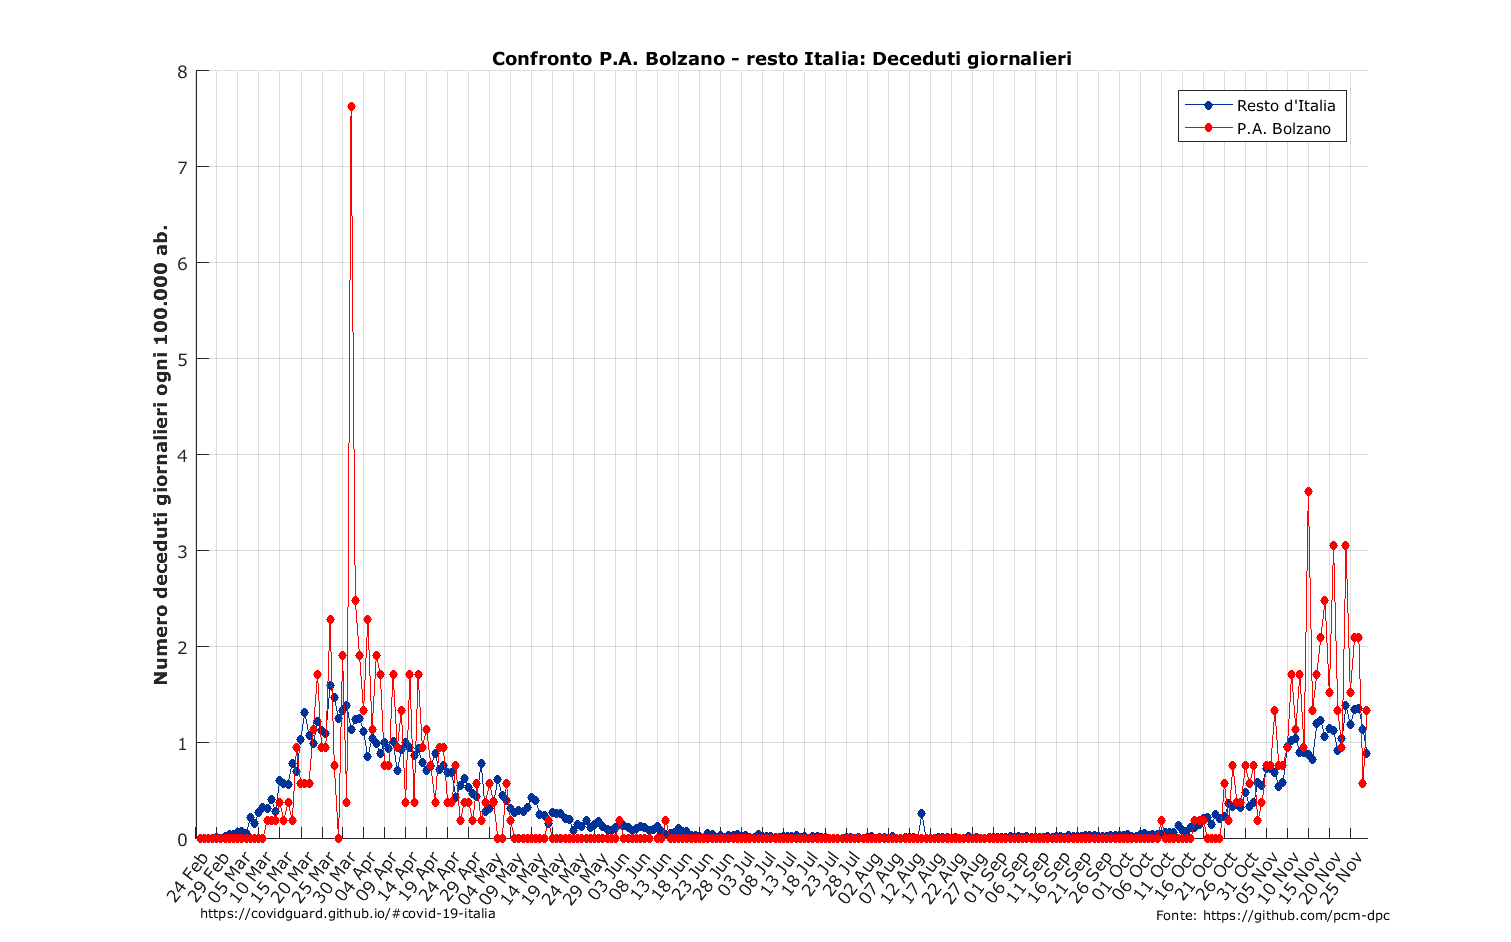 Confronto P.A. Bolzano - resto Italia: Deceduti giornalieri
Resto d'Italia
P.A. Bolzano
Numero deceduti giornalieri ogni 100.000 ab.
8
7
6
5
4
3
2
1
0
24 Feb
29 Feb
05 Mar
10 Mar
15 Mar
20 Mar
25 Mar
30 Mar
04 Apr
09 Apr
14 Apr
19 Apr
24 Apr
29 Apr
04 May
09 May
14 May
19 May
24 May
29 May
03 Jun
08 Jun
13 Jun
18 Jun
23 Jun
28 Jun
03 Jul
08 Jul
13 Jul
18 Jul
23 Jul
28 Jul
02 Aug
07 Aug
12 Aug
17 Aug
22 Aug
27 Aug
01 Sep
06 Sep
11 Sep
16 Sep
21 Sep
26 Sep
01 Oct
06 Oct
11 Oct
16 Oct
21 Oct
26 Oct
31 Oct
05 Nov
10 Nov
15 Nov
20 Nov
25 Nov
https://covidguard.github.io/#covid-19-italia
Fonte: https://github.com/pcm-dpc